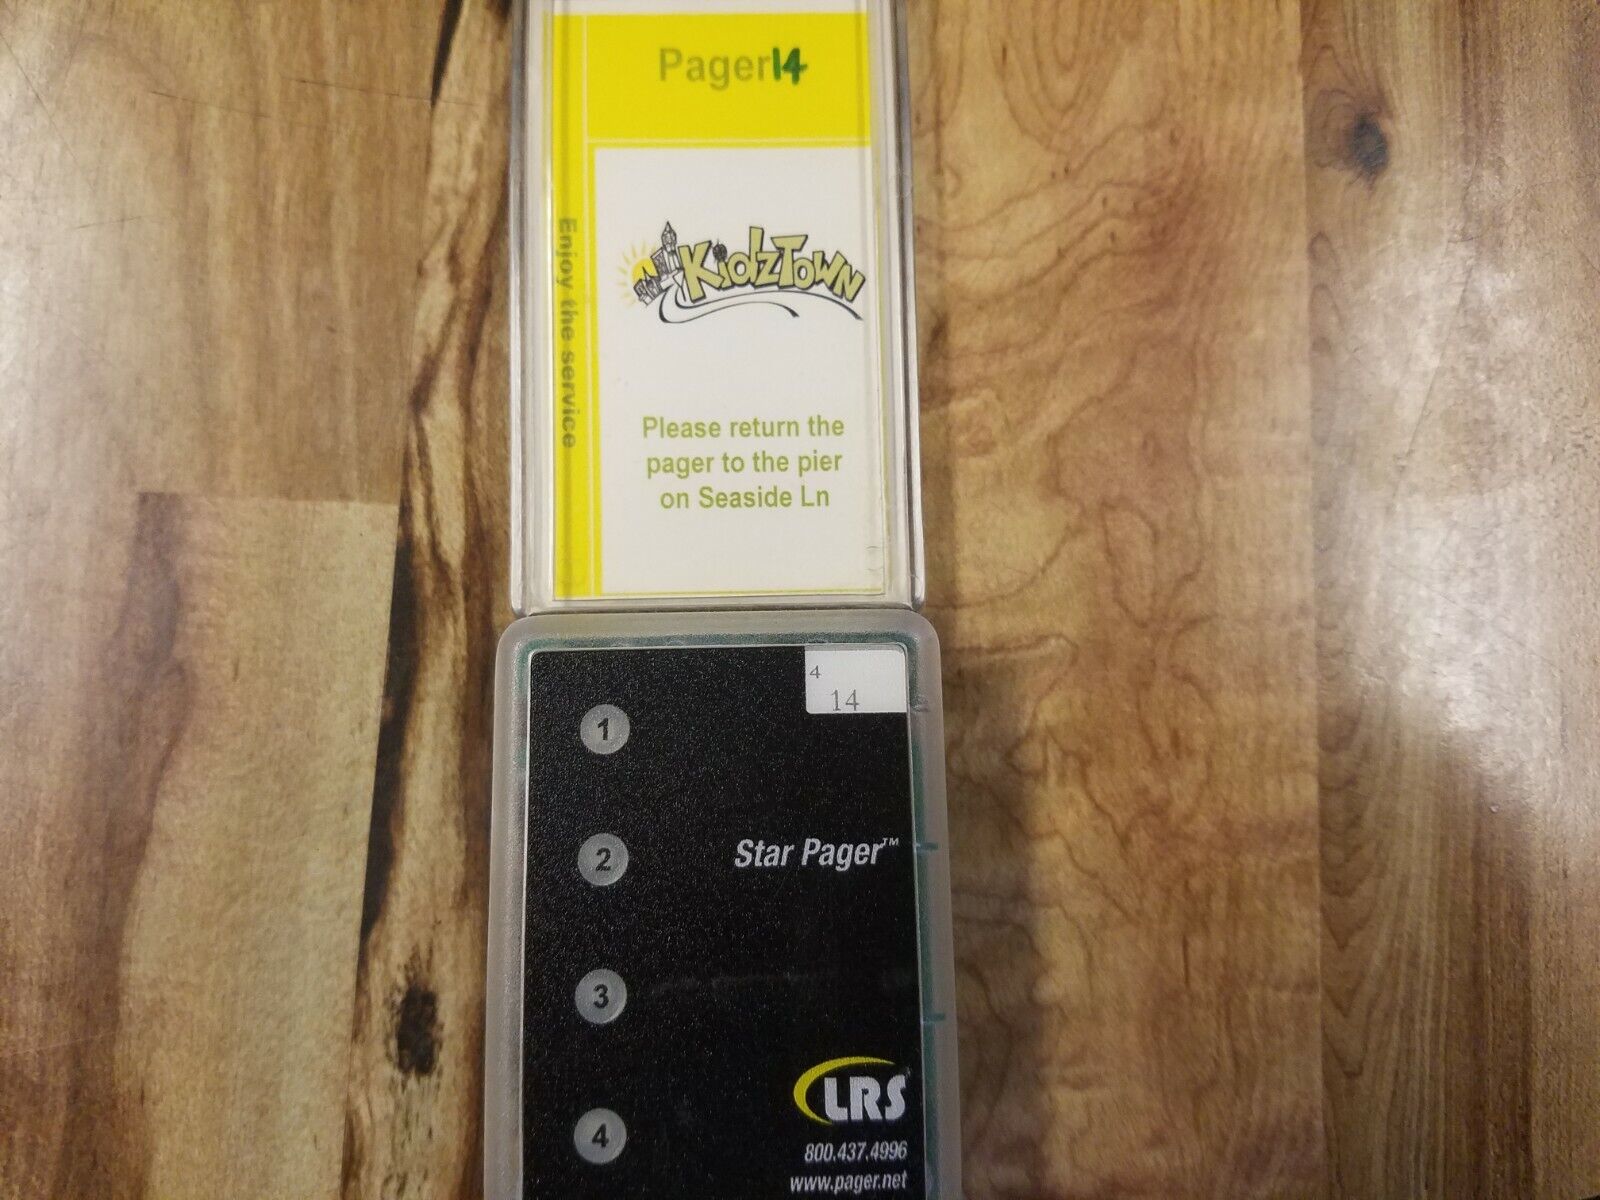 Pager14
KidzTown
Enjoy the service
Please return the
pager to the pier
on Seaside Ln
4
14
1
2
Star Pager™
3
LRS
800.437.4996
4
www.pager.net